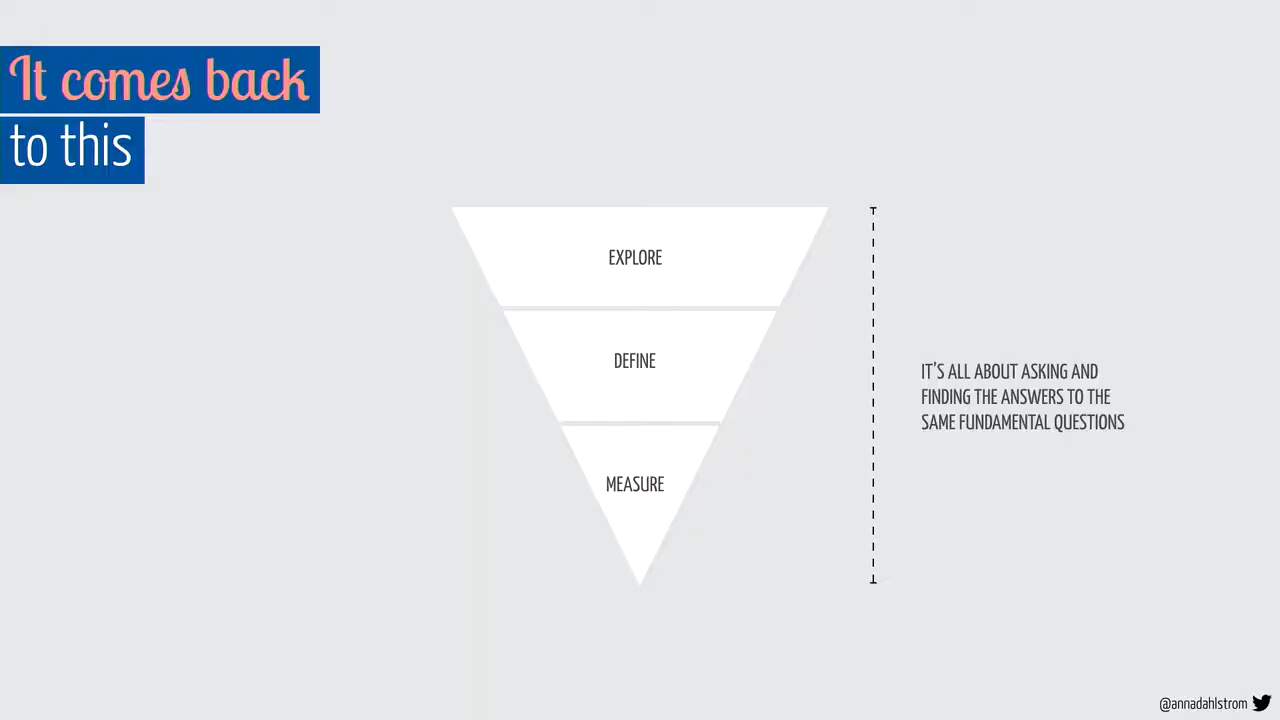 It comes back
to this
EXPLORE
DEFINE
MEASURE
IT'S ALL ABOUT ASKING AND
FINDING THE ANSWERS TO THE
SAME FUNDAMENTAL QUESTIONS
@annadahlstrom